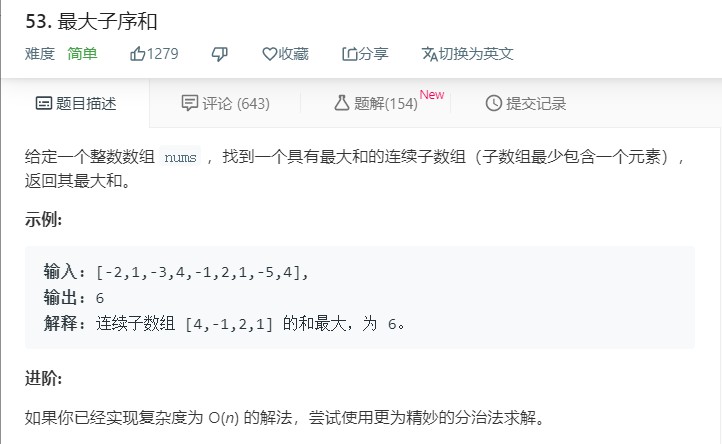 53. 最大子序和
难度 简单 1279 收藏 分享 切换为英文
题目描述 评论 (643) 题解(154) New 提交记录
给定一个整数数组 nums ，找到一个具有最大和的连续子数组（子数组最少包含一个元素），
返回其最大和。
示例:
输入: [-2,1,-3,4,-1,2,1,-5,4],
输出: 6
解释: 连续子数组 [4,-1,2,1] 的和最大，为 6。
进阶:
如果你已经实现复杂度为 O(n) 的解法，尝试使用更为精妙的分治法求解。